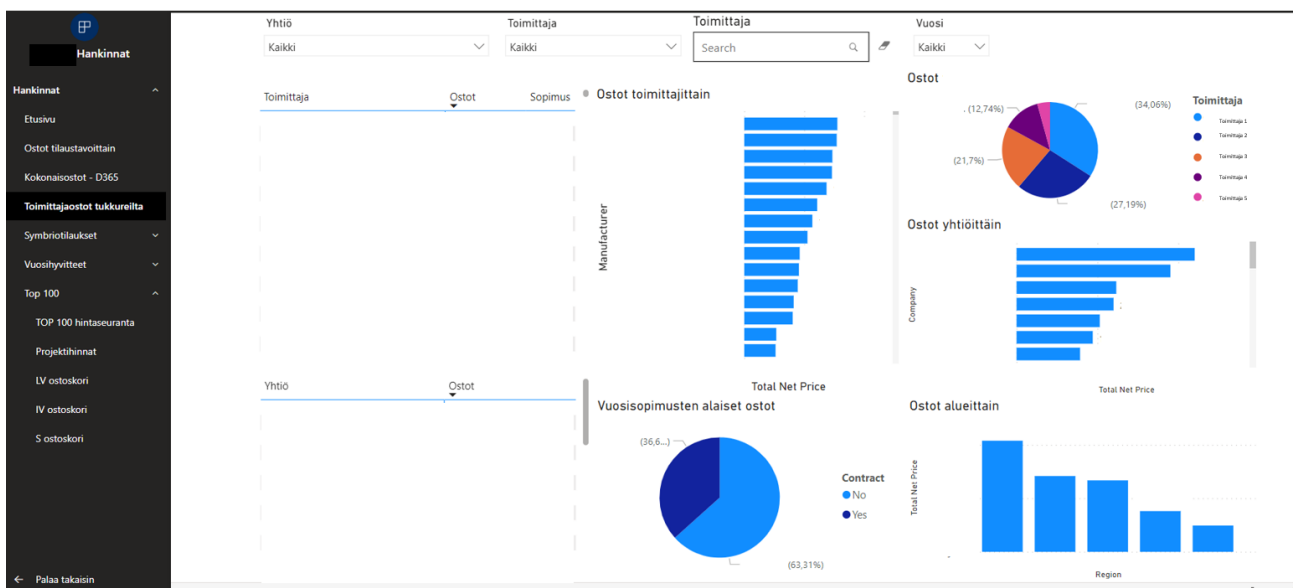 Hankinnat
Hankinnat
Etusivu
Ostot tilaustavoittain
Kokonaisostot - D365
Toimittajaostot tukkureilta
Symbriotilaukset
Vuosihyvitteet
Top 100
TOP 100 hintaseuranta
Projektihinnat
LV ostoskori
IV ostoskori
S ostoskori
Palaa takaisin
Yhtiö
Kaikki
Toimittaja
Kaikki
Toimittaja
Search
Vuosi
Kaikki
Toimittaja Ostot Sopimus
Yhtiö Ostot
Ostot toimittajittain
Manufacturer
Total Net Price
Vuosisopimusten alaiset ostot
(36,6...)
(63,31%)
Contract
No
Yes
Ostot
(12,74%)
(34,06%)
(21,7%)
(27,19%)
Toimittaja
Toimittaja 1
Toimittaja 2
Toimittaja 3
Toimittaja 4
Toimittaja 5
Ostot yhtiöittäin
Company
Total Net Price
Ostot alueittain
Total Net Price
Region